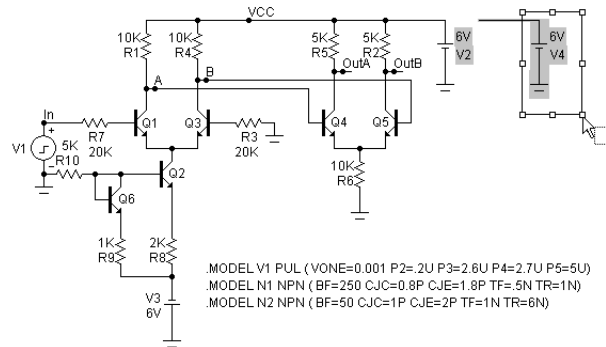 VCC
10K
R1
10K
R4
5K
R5
5K
R2
6V
V2
6V
V4
OutA
OutB
A
B
In
Q1
Q3
Q4
Q5
R7
20K
R3
20K
V1
5K
R10
Q2
Q6
10K
R6
1K
R9
2K
R8
V3
6V
.MODEL V1 PUL ( VONE=0.001 P2=.2U P3=2.6U P4=2.7U P5=5U)
.MODEL N1 NPN ( BF=250 CJC=0.8P CJE=1.8P TF=.5N TR=1N)
.MODEL N2 NPN ( BF=50 CJC=1P CJE=2P TF=1N TR=6N)